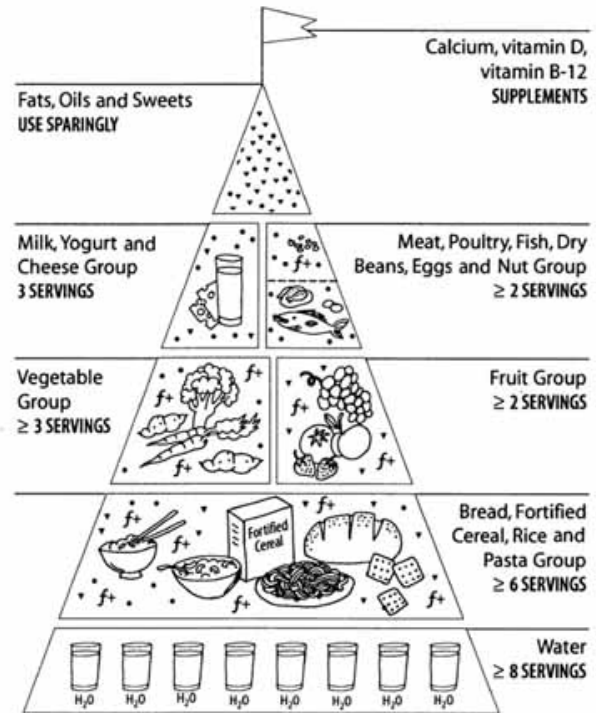 Calcium, vitamin D,
vitamin B-12
SUPPLEMENTS
Fats, Oils and Sweets
USE SPARINGLY
Milk, Yogurt and
Cheese Group
3 SERVINGS
f+
Meat, Poultry, Fish, Dry
Beans, Eggs and Nut Group
≥ 2 SERVINGS
Vegetable
Group
≥ 3 SERVINGS
f+
f+
f+
f+
f+
f+
Fruit Group
≥ 2 SERVINGS
f+
f+
f+
f+
f+
Fortified
Cereal
Bread, Fortified
Cereal, Rice and
Pasta Group
≥ 6 SERVINGS
Water
≥ 8 SERVINGS
H₂O H₂O H₂O H₂O H₂O H₂O H₂O H₂O